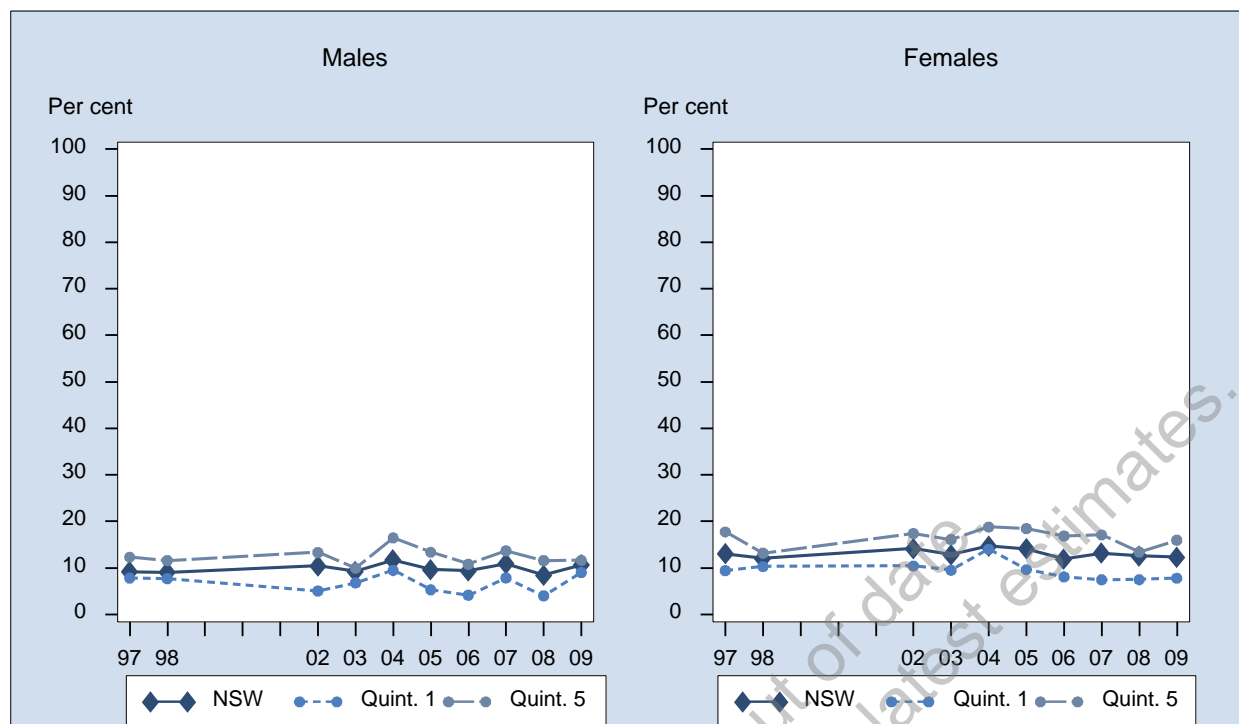 Males
Females
Per cent
Per cent
100
90
80
70
60
50
40
30
20
10
0
100
90
80
70
60
50
40
30
20
10
0
97 98 02 03 04 05 06 07 08 09
97 98 02 03 04 05 06 07 08 09
NSW Quint. 1 Quint. 5
NSW Quint. 1 Quint. 5
out of date.
latest estimates.